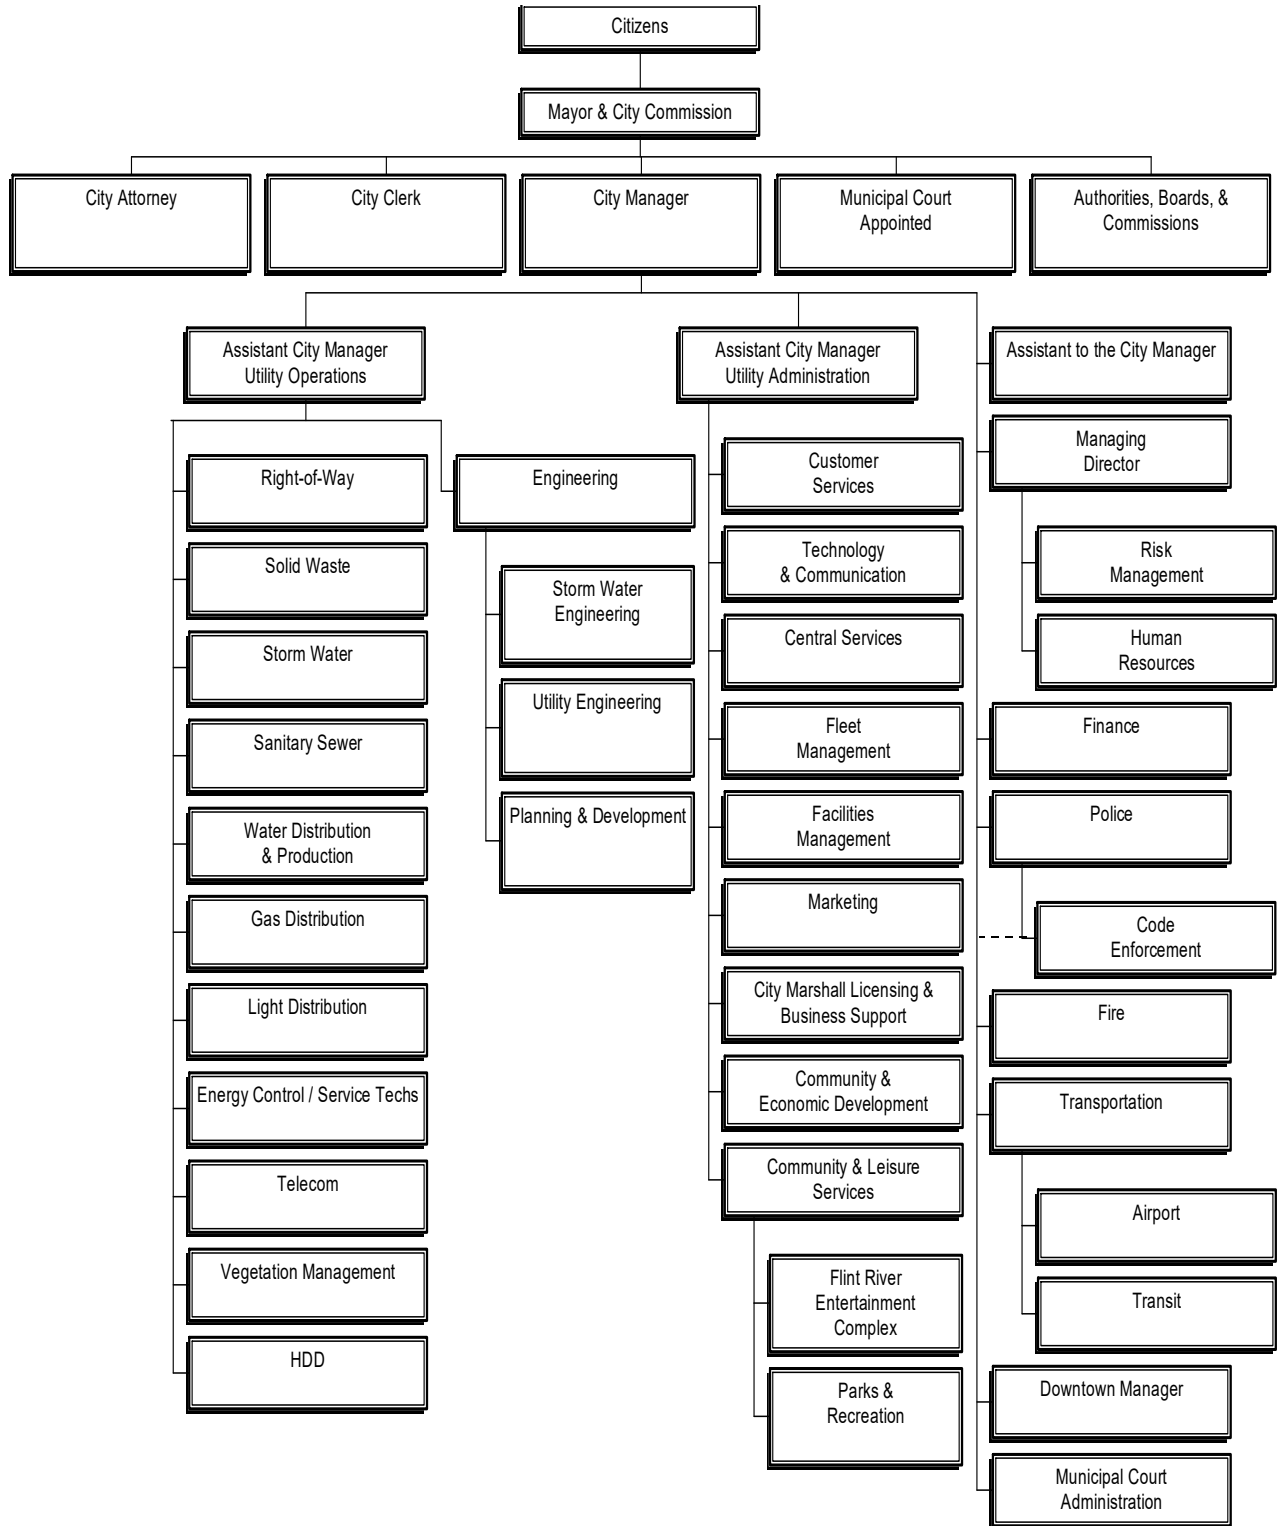 Citizens
Mayor & City Commission
City Attorney
City Clerk
City Manager
Municipal Court
Appointed
Authorities, Boards, &
Commissions
Assistant City Manager
Utility Operations
Right-of-Way
Solid Waste
Storm Water
Sanitary Sewer
Water Distribution
& Production
Gas Distribution
Light Distribution
Energy Control / Service Techs
Telecom
Vegetation Management
HDD
Engineering
Storm Water
Engineering
Utility Engineering
Planning & Development
Assistant City Manager
Utility Administration
Customer
Services
Technology
& Communication
Central Services
Fleet
Management
Facilities
Management
Marketing
City Marshall Licensing &
Business Support
Community &
Economic Development
Community & Leisure
Services
Flint River
Entertainment
Complex
Parks &
Recreation
Assistant to the City Manager
Managing
Director
Risk
Management
Human
Resources
Finance
Police
Code
Enforcement
Fire
Transportation
Airport
Transit
Downtown Manager
Municipal Court
Administration